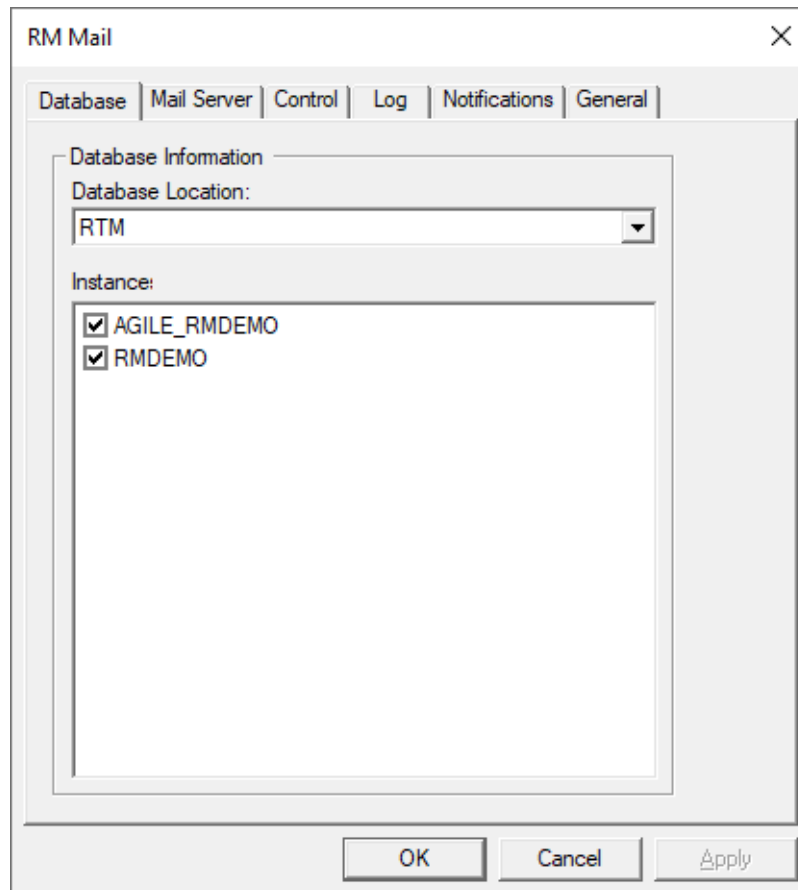 RM Mail
Database Mail Server Control Log Notifications General
Database Information
Database Location:
RTM
Instance:
AGILE_RMDEMO
RMDEMO
OK Cancel Apply